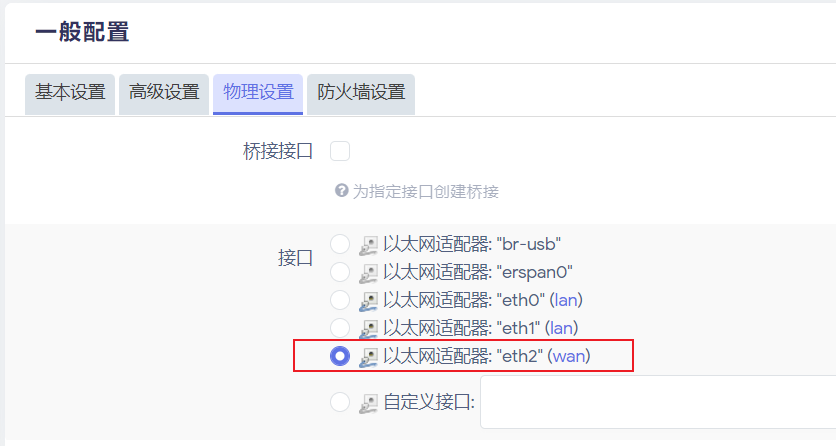 一般配置
基本设置 高级设置 物理设置 防火墙设置
桥接接口
为指定接口创建桥接
接口
以太网适配器: "br-usb"
以太网适配器: "erspan0"
以太网适配器: "eth0" (lan)
以太网适配器: "eth1" (lan)
以太网适配器: "eth2" (wan)
自定义接口: